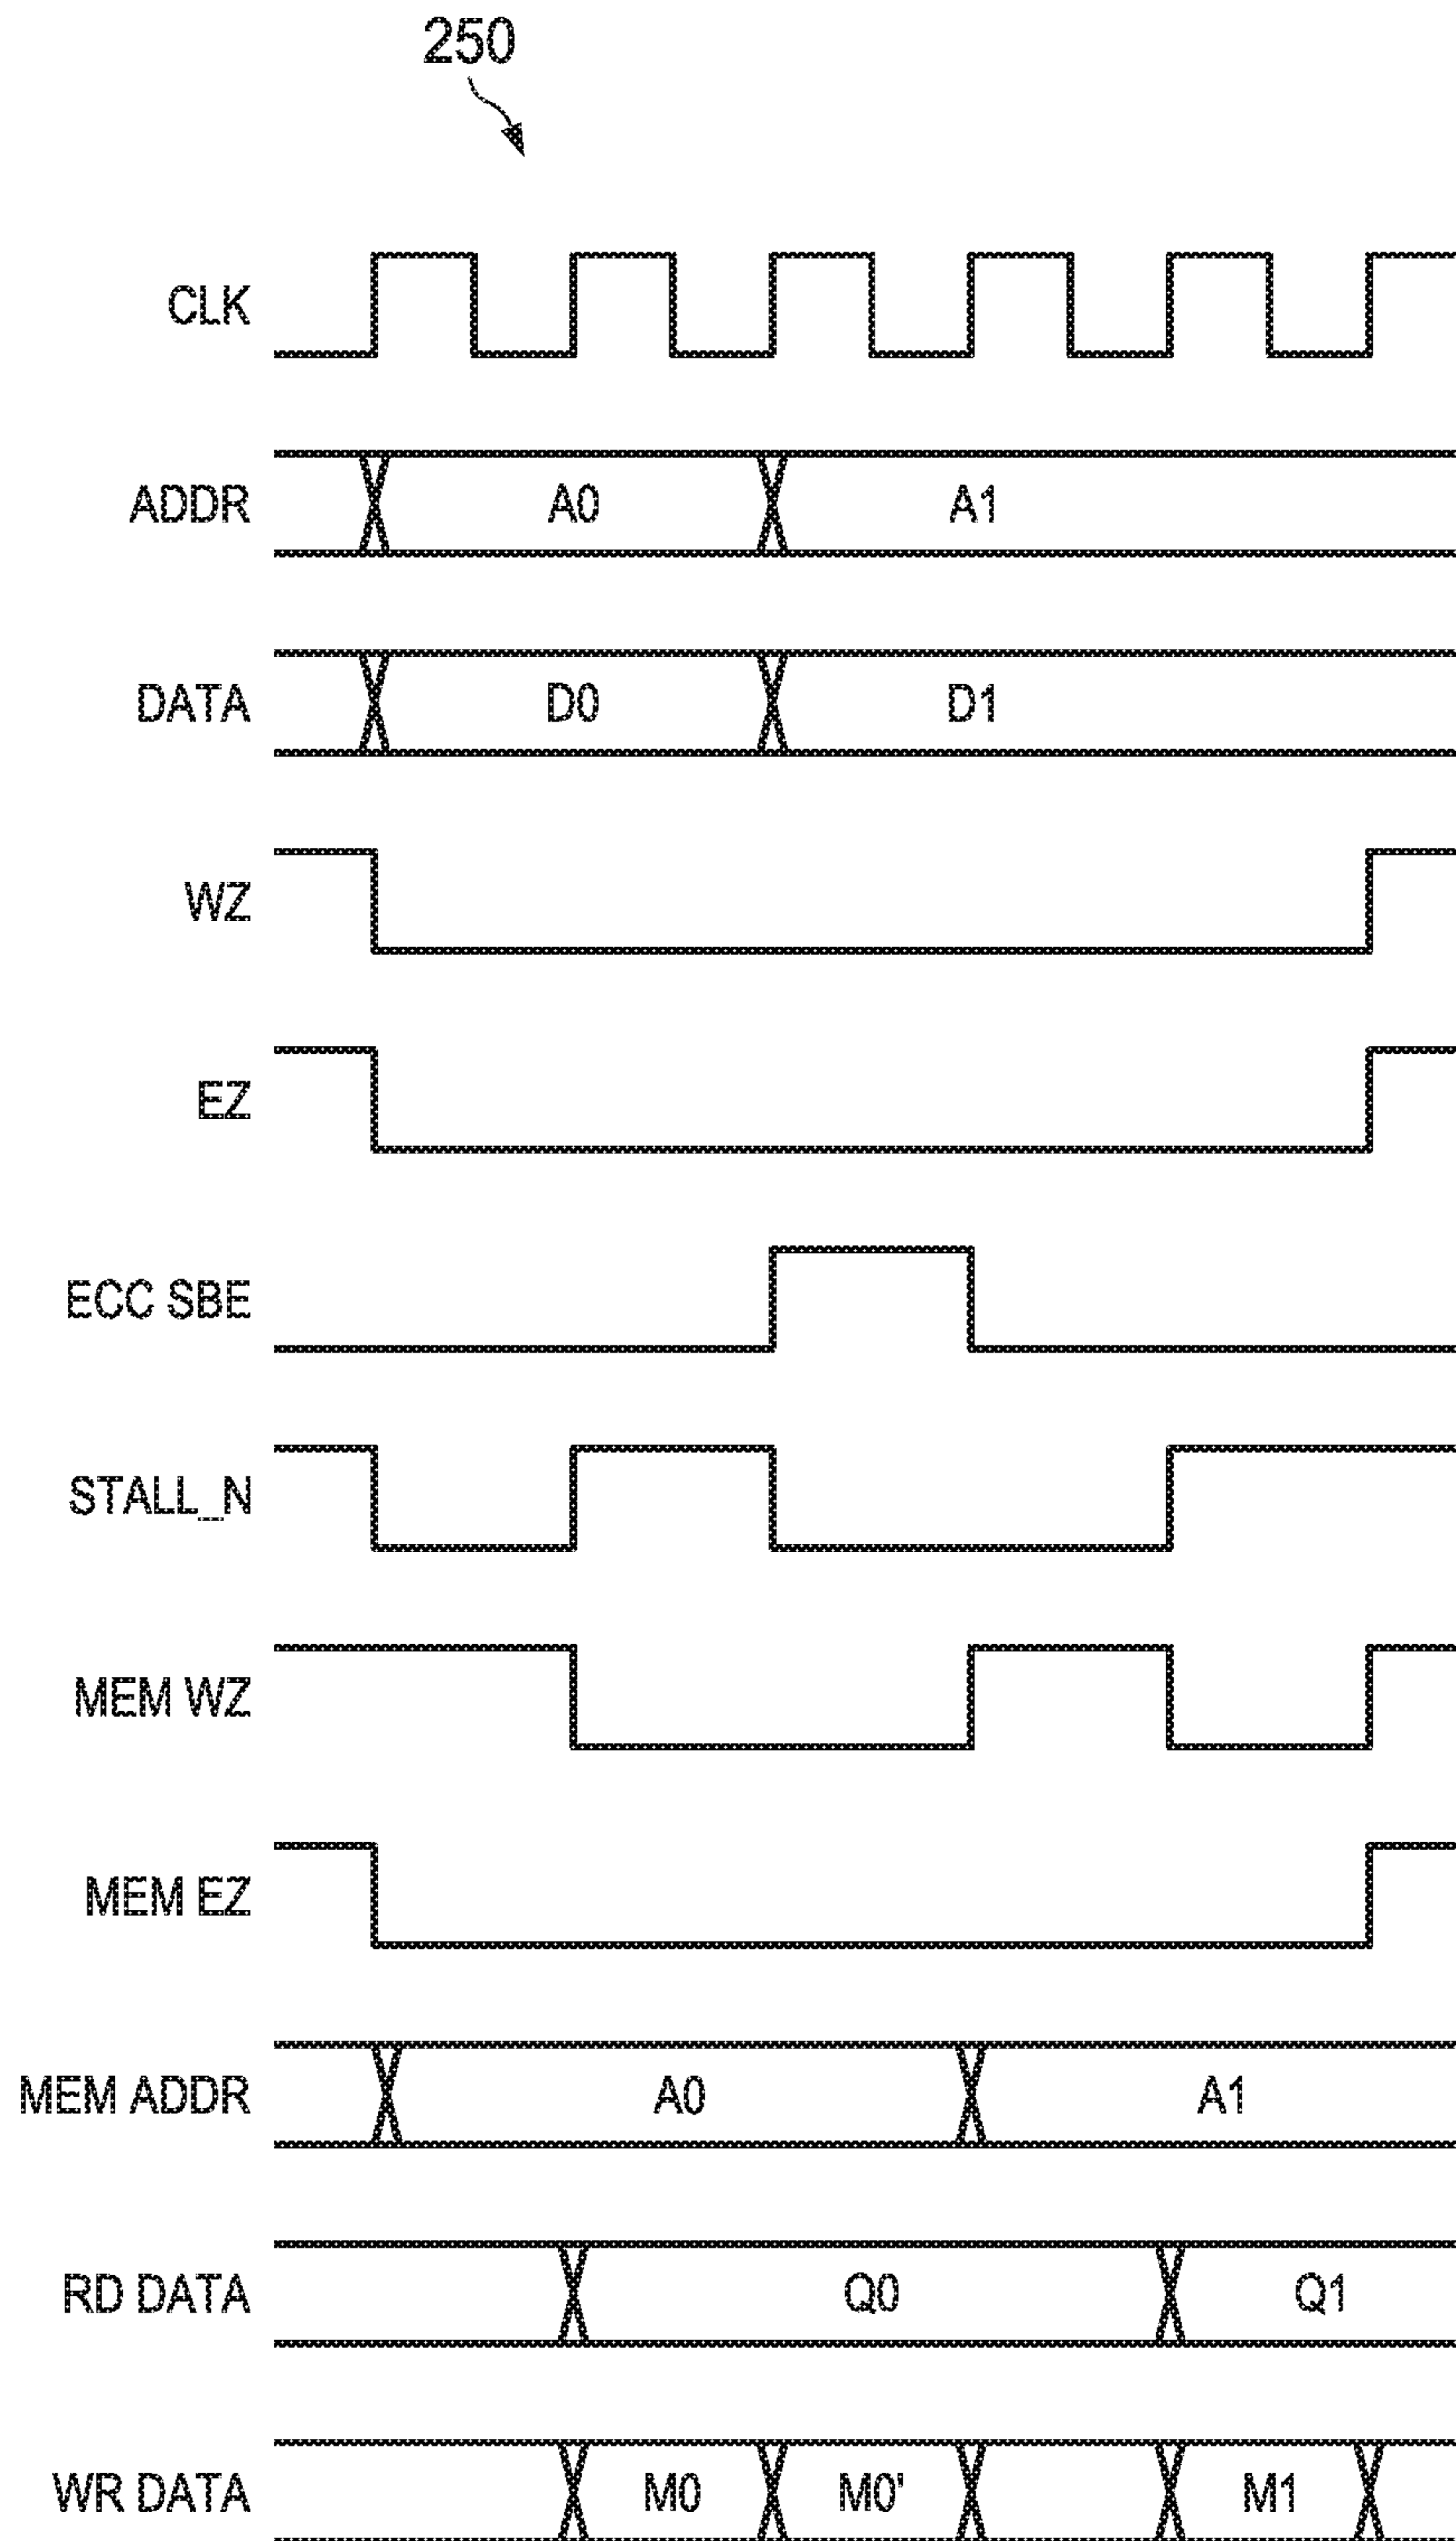 250
CLK
ADDR A0 A1
DATA D0 D1
WZ
EZ
ECC SBE
STALL_N
MEM WZ
MEM EZ
MEM ADDR A0 A1
RD DATA Q0 Q1
WR DATA M0 M0' M1